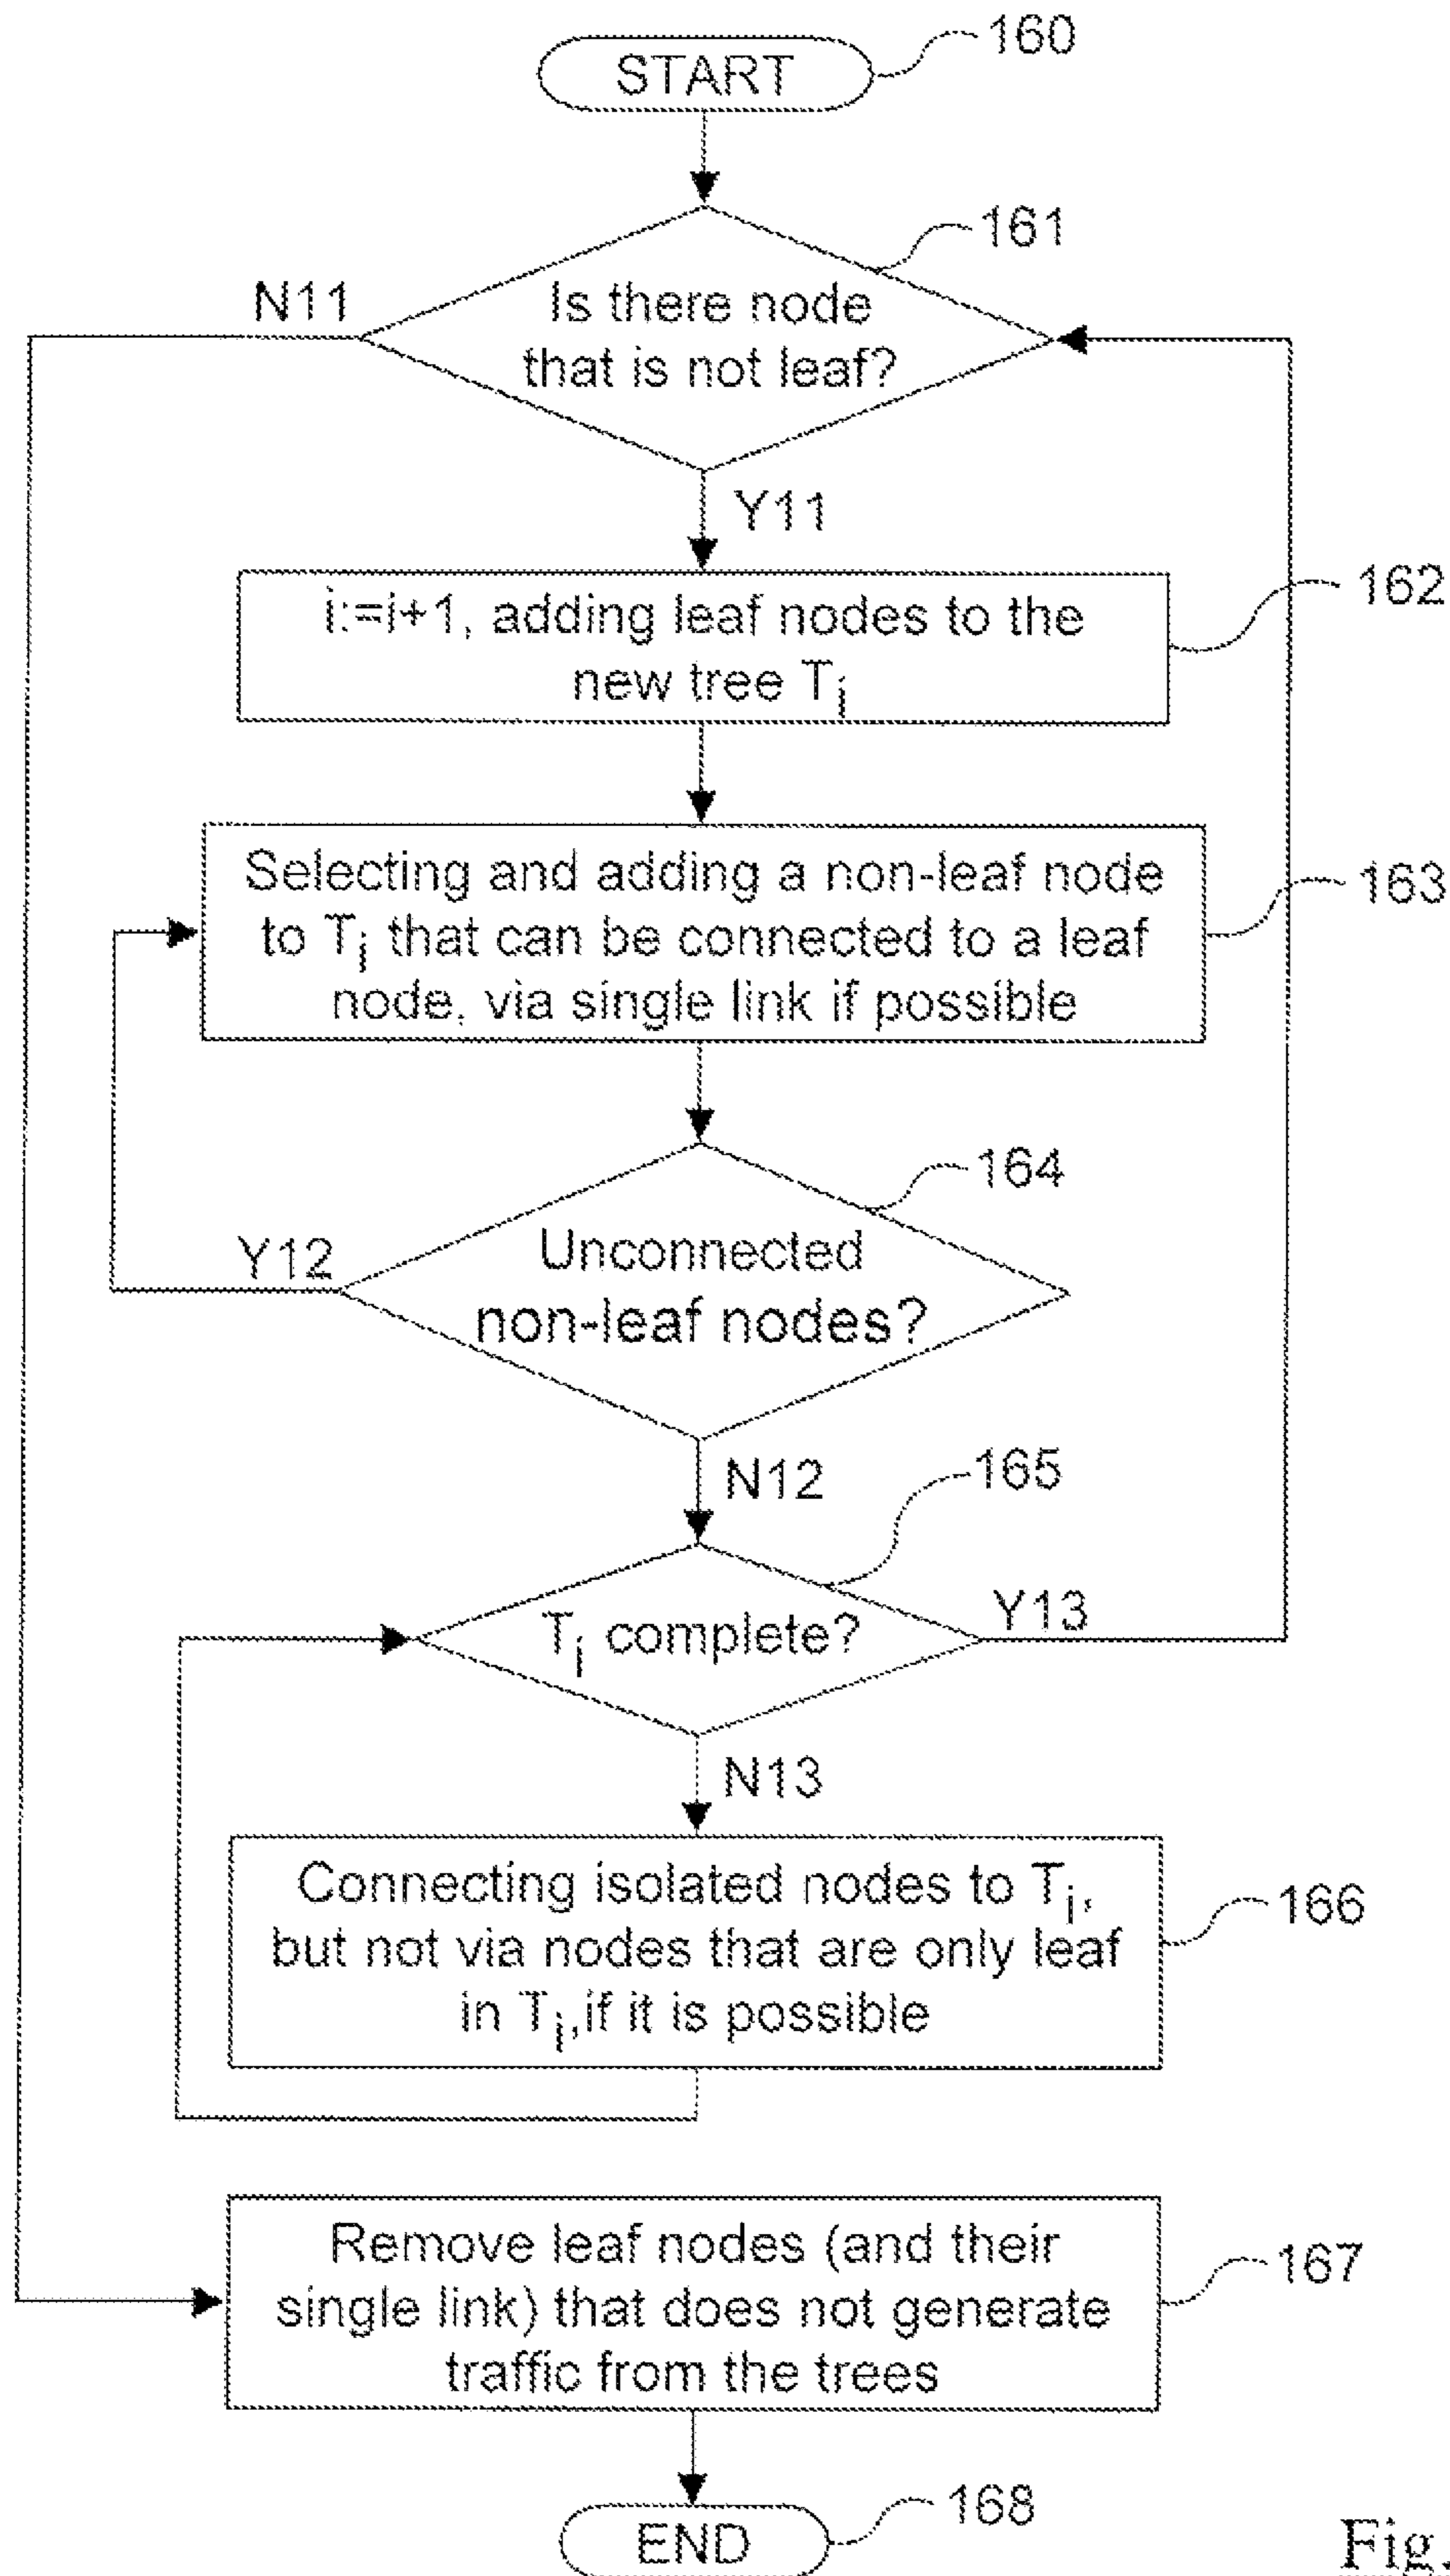 START
160
161
N11
Is there node
that is not leaf?
Y11
162
i:=i+1, adding leaf nodes to the
new tree Ti
163
Selecting and adding a non-leaf node
to Ti that can be connected to a leaf
node, via single link if possible
164
Y12
Unconnected
non-leaf nodes?
N12
165
Ti complete?
Y13
N13
Connecting isolated nodes to Ti,
but not via nodes that are only leaf
in Ti,if it is possible
166
Remove leaf nodes (and their
single link) that does not generate
traffic from the trees
167
END
168
Fig.